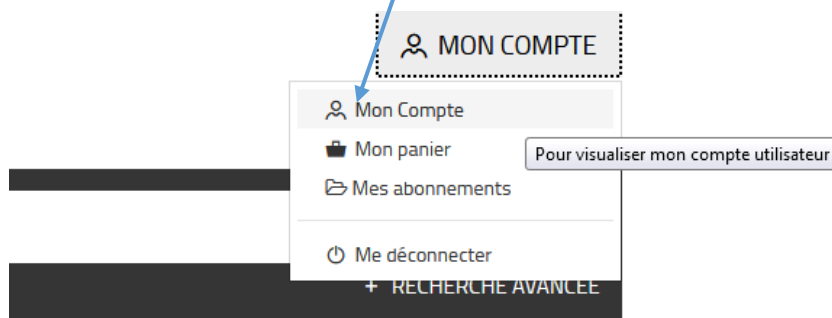 MON COMPTE
Mon Compte
Mon panier
Pour visualiser mon compte utilisateur
Mes abonnements
Me déconnecter
+ RECHERCHE AVANCÉE